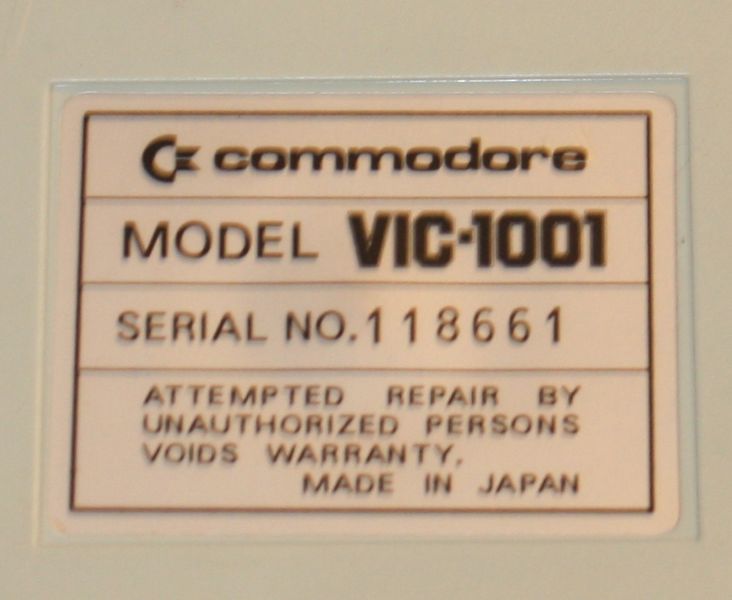 commodore
MODEL VIC-1001
SERIAL NO. 118661
ATTEMPTED REPAIR BY
UNAUTHORIZED PERSONS
VOIDS WARRANTY.
MADE IN JAPAN